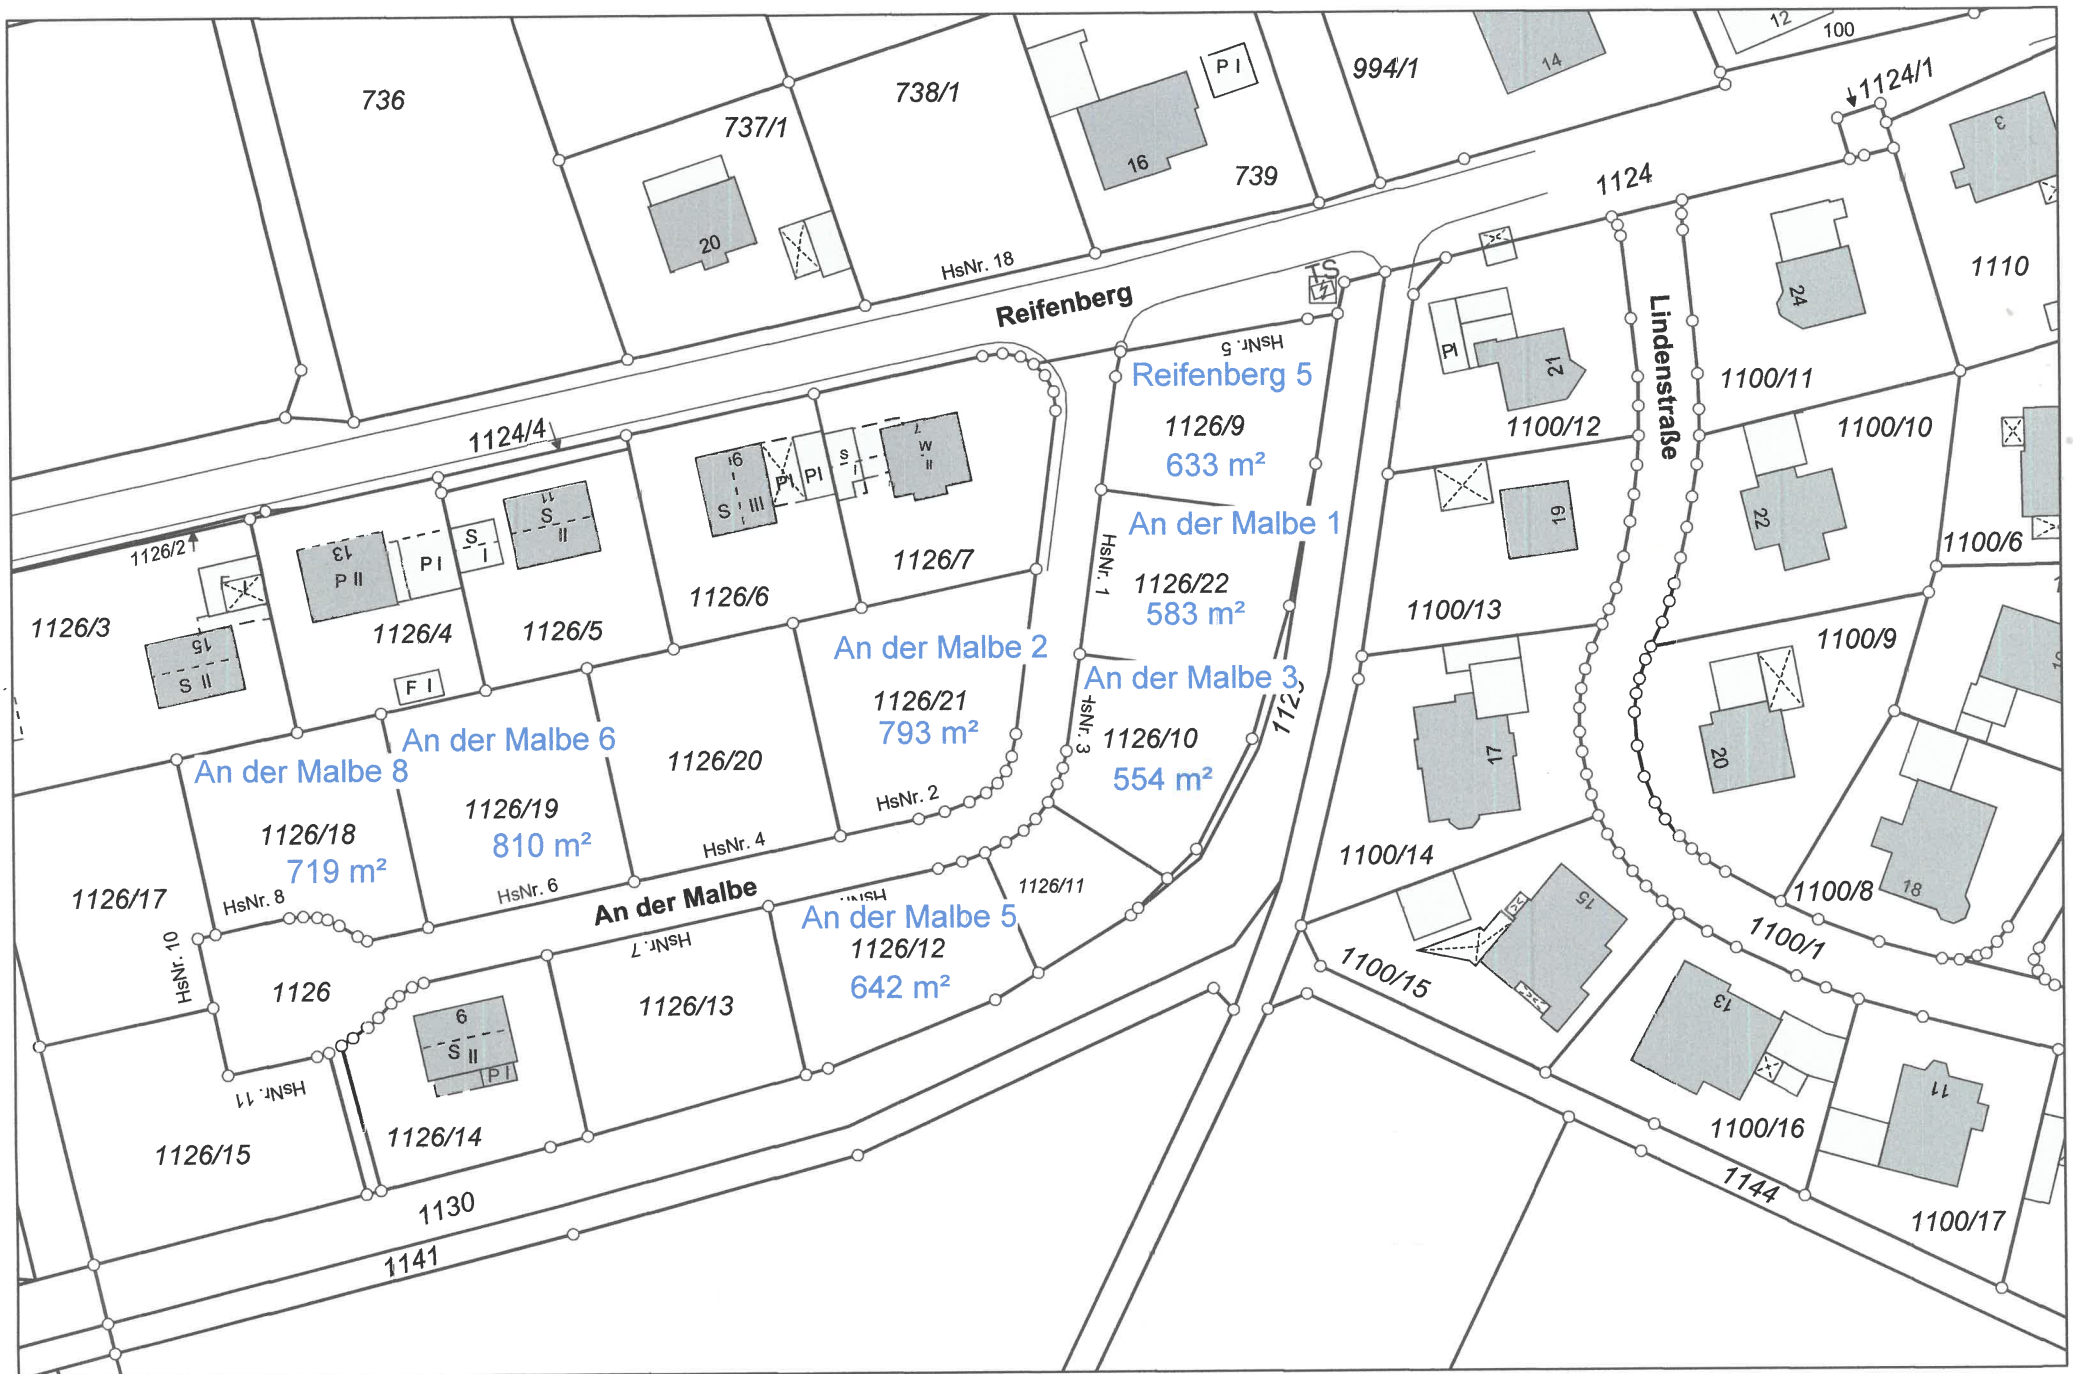 12
100
14
994/1
P I
738/1
736
737/1
16
739
1124/1
3
1124
20
HsNr. 18
TS
1110
24
Reifenberg
HsNr. 5
Reifenberg 5
PI
21
Lindenstraße
1100/11
1126/9
633 m²
1100/12
1100/10
1124/4
7
W
II
9
S
III
PI
PI
S
I
11
S
II
S
I
13
P II
P I
1126/2
1126/3
15
S II
1126/4
1126/5
1126/6
1126/7
F I
An der Malbe 1
HsNr. 1
1126/22
583 m²
19
22
1100/6
1100/13
1100/9
An der Malbe 2
1126/21
793 m²
An der Malbe 3
HsNr. 3
1126/10
554 m²
17
20
An der Malbe 8
An der Malbe 6
1126/20
1126/19
810 m²
HsNr. 2
1126/18
719 m²
HsNr. 4
1100/14
18
1100/8
1126/17
HsNr. 8
HsNr. 6
An der Malbe
1126/11
An der Malbe 5
1126/12
642 m²
15
HsNr. 10
1126
HsNr. 7
1126/13
1100/15
1100/1
13
9
S II
P I
HsNr. 11
11
1126/15
1126/14
1100/16
1144
1130
1100/17
1141